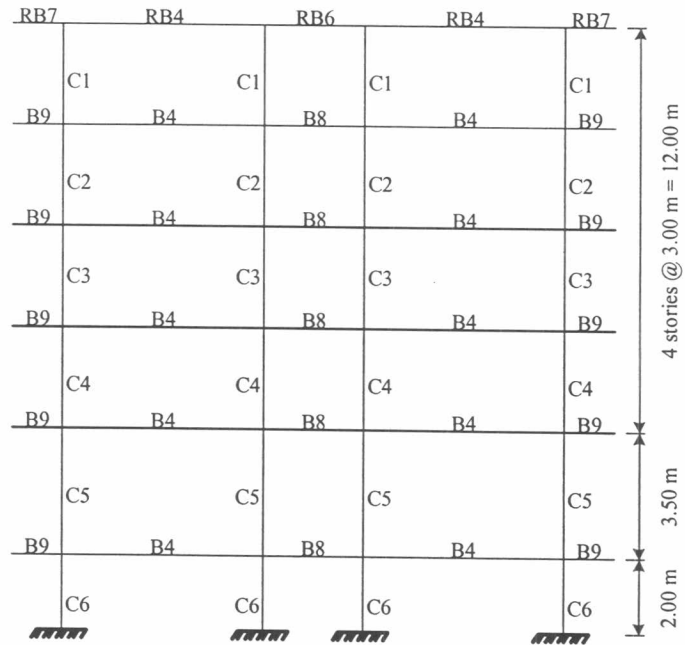 RB7 RB4 RB6 RB4 RB7
C1 C1 C1 C1
B9 B4 B8 B4 B9
C2 C2 C2 C2
B9 B4 B8 B4 B9
C3 C3 C3 C3
B9 B4 B8 B4 B9
C4 C4 C4 C4
B9 B4 B8 B4 B9
C5 C5 C5 C5
B9 B4 B8 B4 B9
C6 C6 C6 C6
4 stories @ 3.00 m = 12.00 m
3.50 m
2.00 m